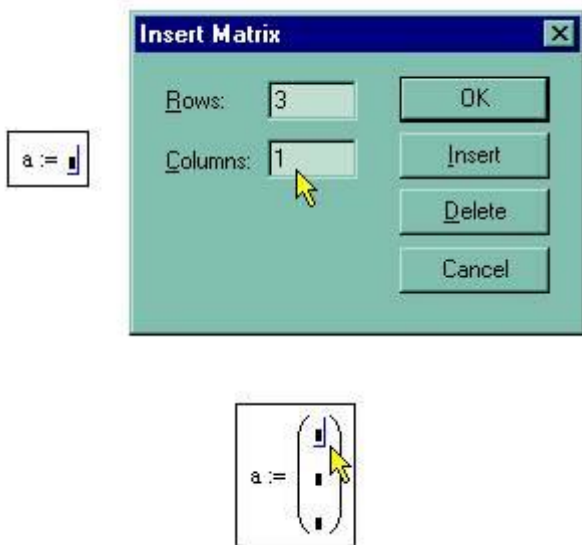 Insert Matrix
Rows: 3 OK
a := Columns: 1 Insert
Delete
Cancel
a :=